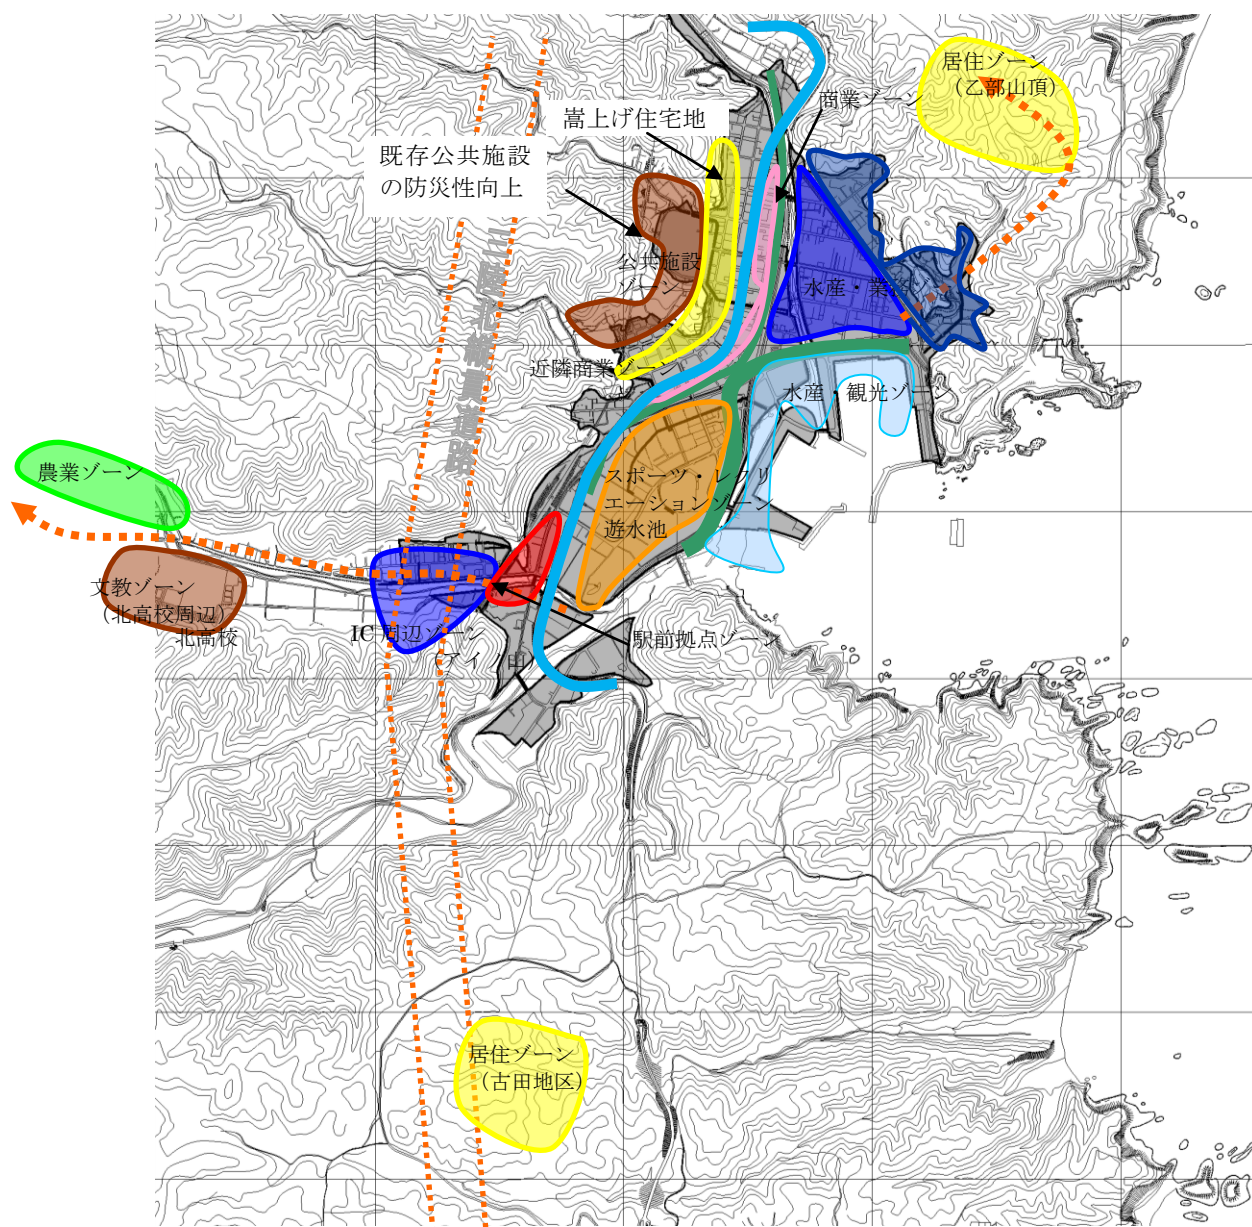 居住ゾーン
（乙部山頂）
商業ゾーン
嵩上げ住宅地
既存公共施設
の防災性向上
公共施設
ゾーン
水産・業務
三陸北縦貫道路
近隣商業ゾーン
水産・観光ゾーン
農業ゾーン
スポーツ・レクリ
エーションゾーン
遊水池
文教ゾーン
（北高校周辺）
北高校
IC 周辺ゾーン
（アイノ山）
駅前拠点ゾーン
居住ゾーン
（古田地区）